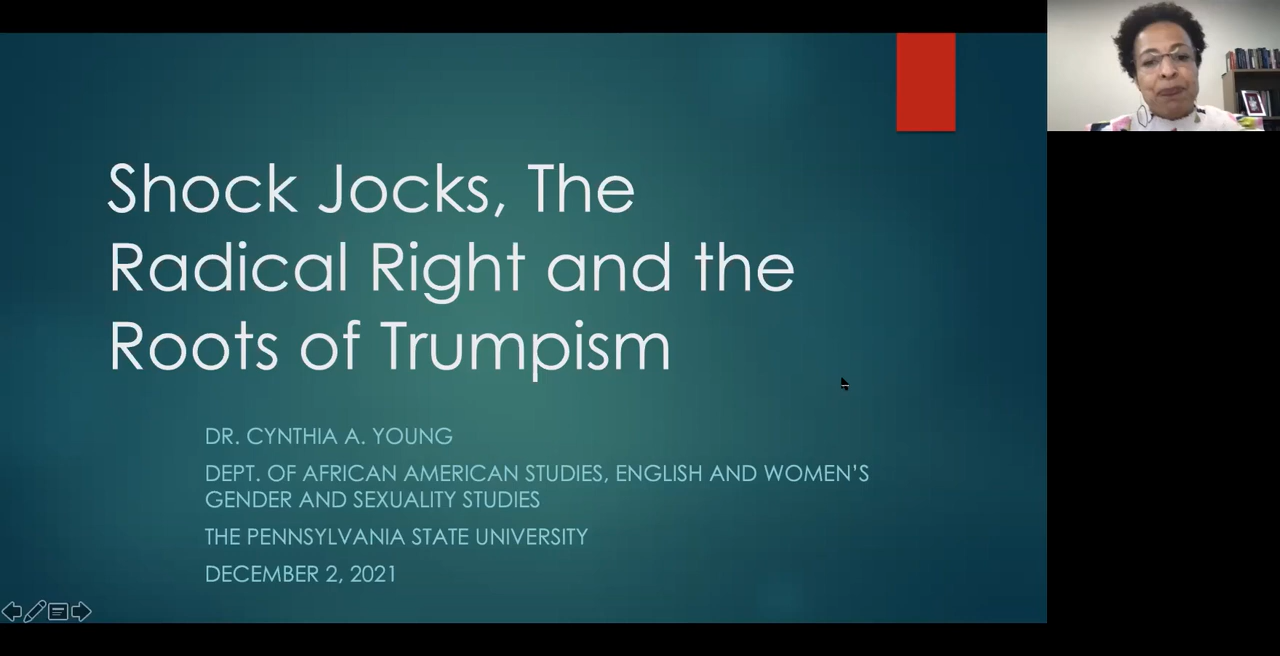 Shock Jocks, The
Radical Right and the
Roots of Trumpism
DR. CYNTHIA A. YOUNG
DEPT. OF AFRICAN AMERICAN STUDIES, ENGLISH AND WOMEN’S
GENDER AND SEXUALITY STUDIES
THE PENNSYLVANIA STATE UNIVERSITY
DECEMBER 2, 2021